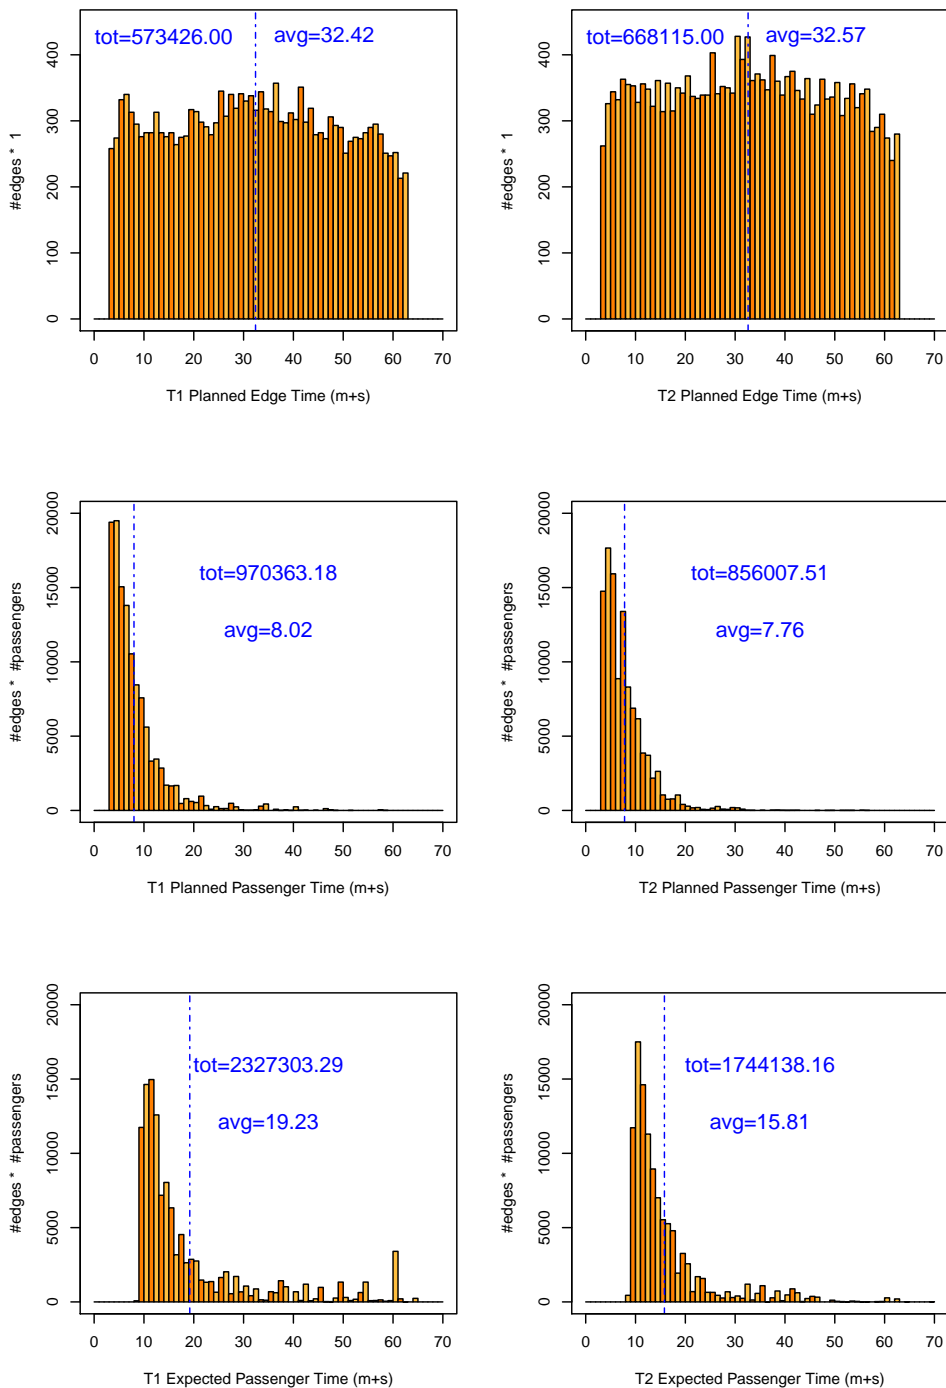 tot=573426.00 avg=32.42
#edges * 1
0 100 200 300 400
0 10 20 30 40 50 60 70
T1 Planned Edge Time (m+s)
tot=668115.00 avg=32.57
#edges * 1
0 100 200 300 400
0 10 20 30 40 50 60 70
T2 Planned Edge Time (m+s)
tot=970363.18
avg=8.02
#edges * #passengers
0 5000 10000 15000 20000
0 10 20 30 40 50 60 70
T1 Planned Passenger Time (m+s)
tot=856007.51
avg=7.76
#edges * #passengers
0 5000 10000 15000 20000
0 10 20 30 40 50 60 70
T2 Planned Passenger Time (m+s)
tot=2327303.29
avg=19.23
#edges * #passengers
0 5000 10000 15000 20000
0 10 20 30 40 50 60 70
T1 Expected Passenger Time (m+s)
tot=1744138.16
avg=15.81
#edges * #passengers
0 5000 10000 15000 20000
0 10 20 30 40 50 60 70
T2 Expected Passenger Time (m+s)